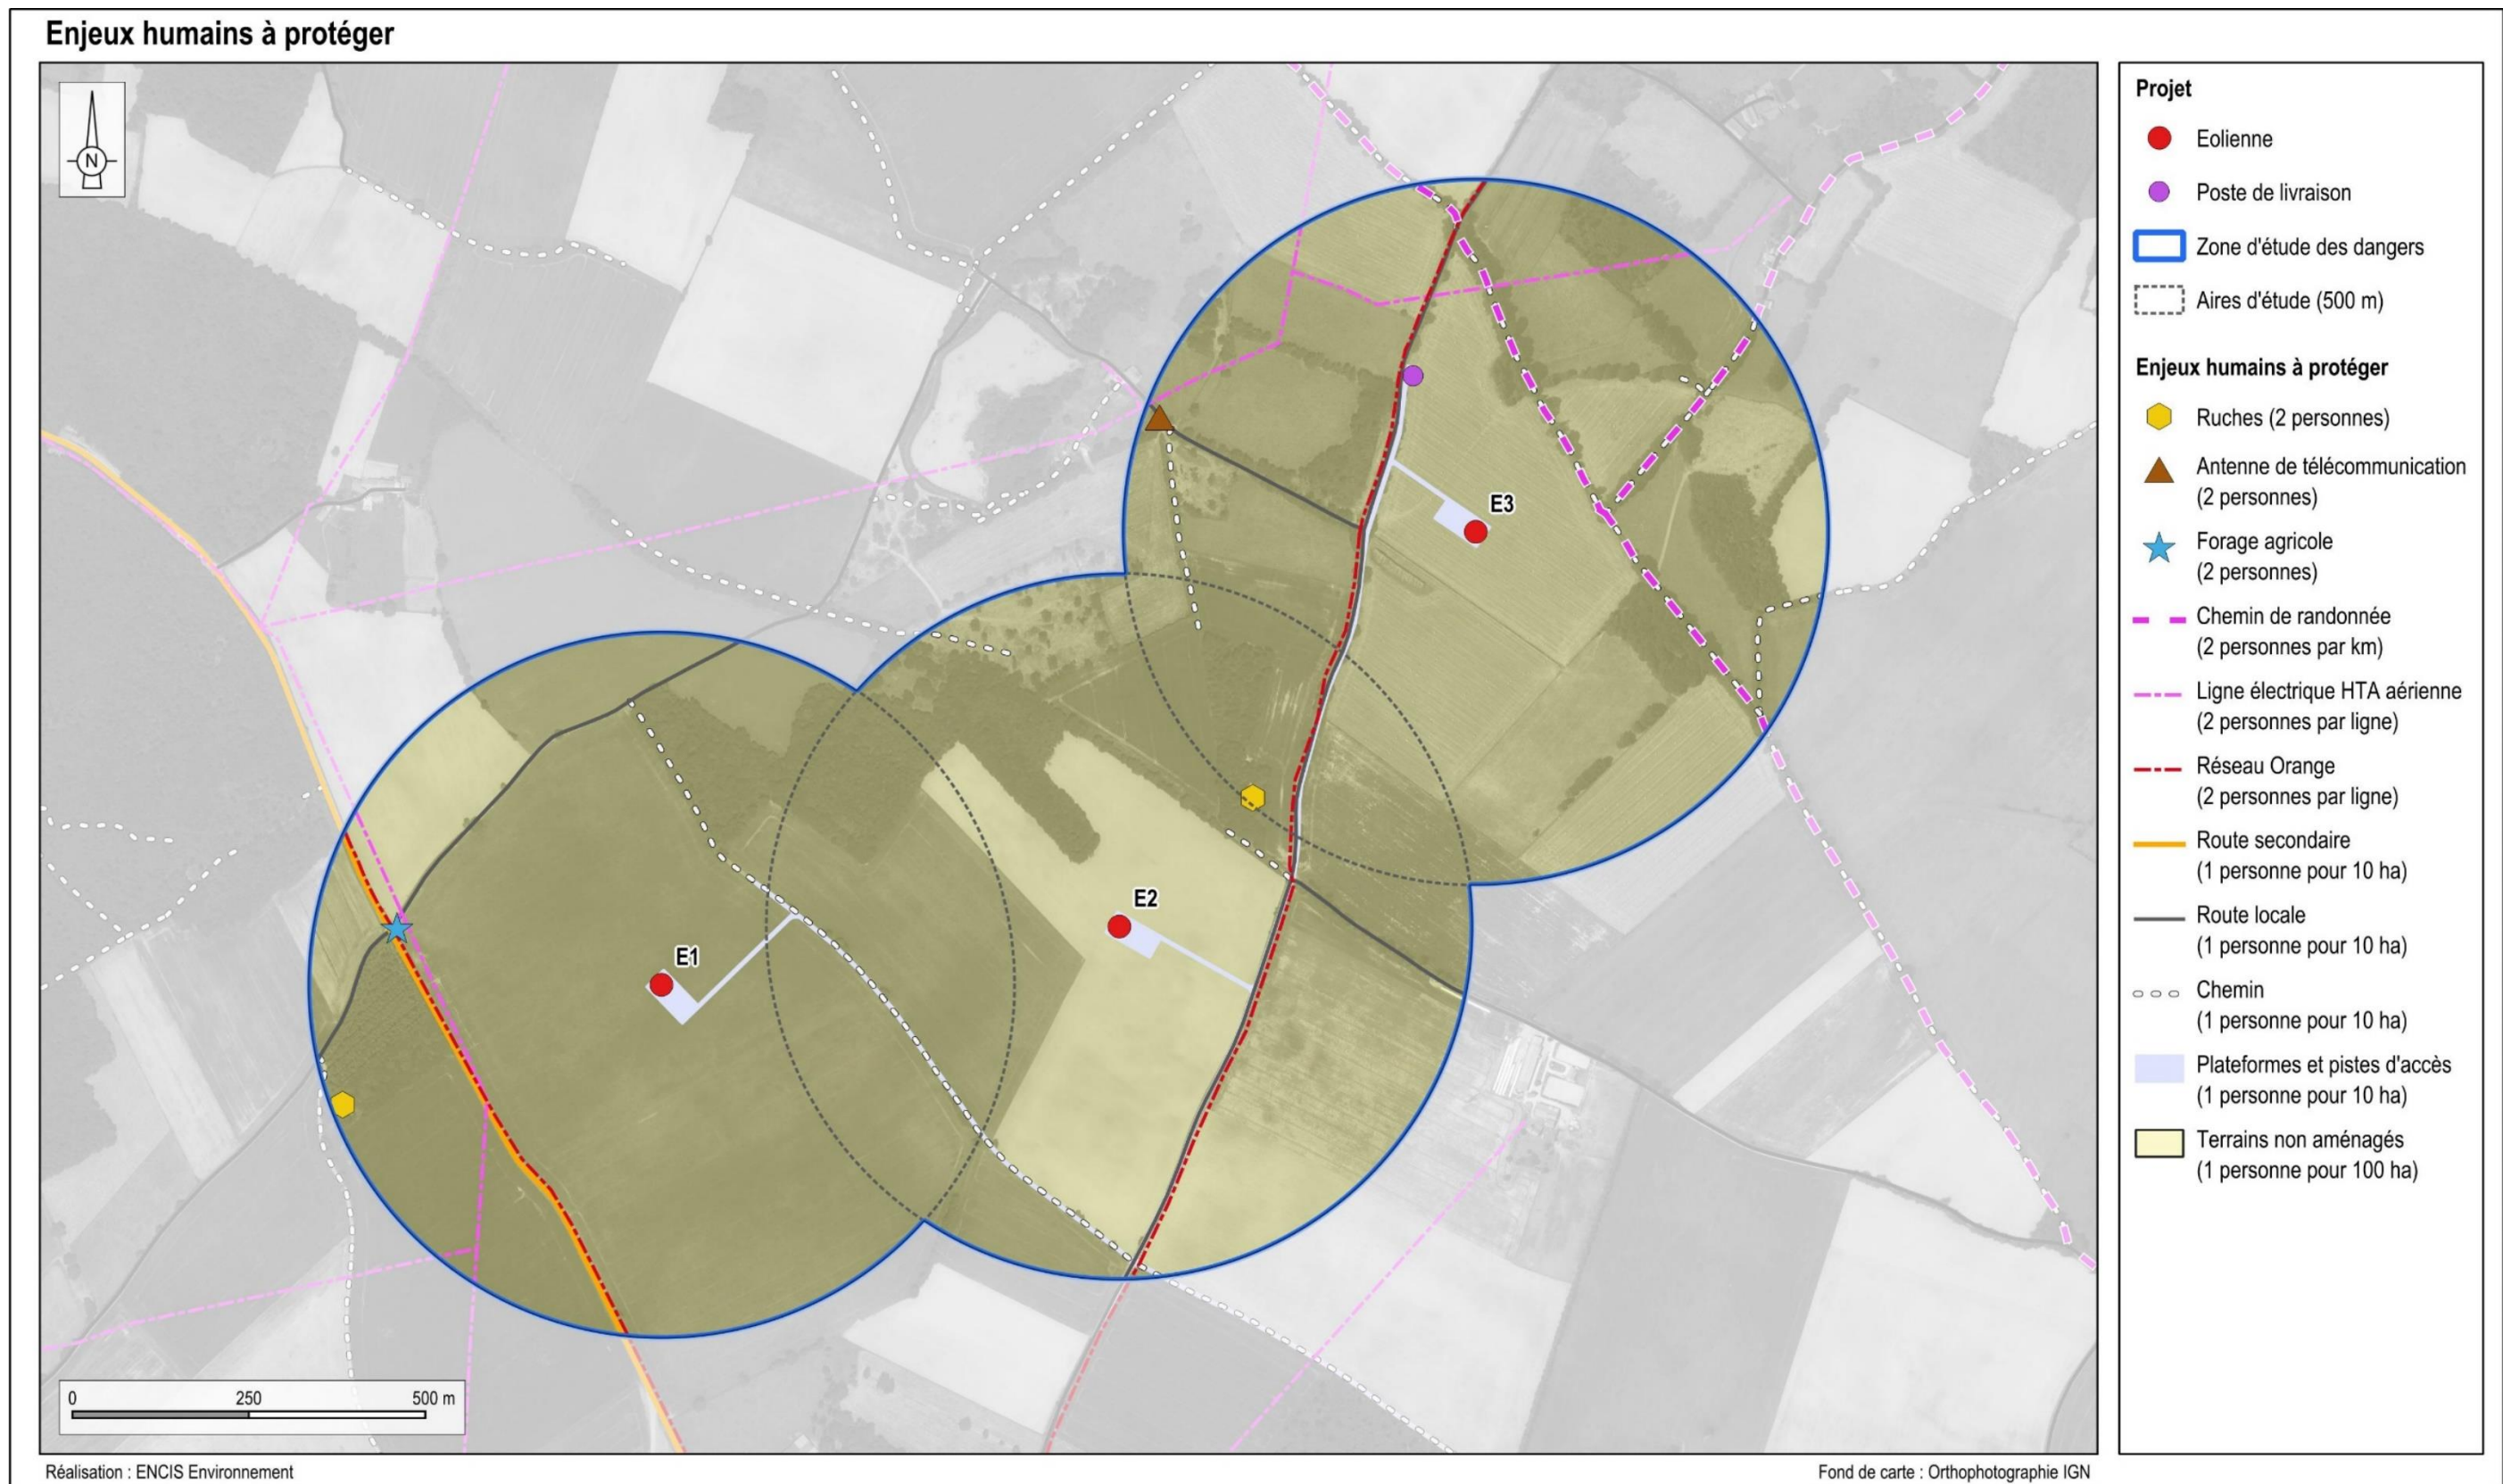 Enjeux humains à protéger
N
E3
E2
E1
0 250 500 m
Projet
Eolienne
Poste de livraison
Zone d'étude des dangers
Aires d'étude (500 m)
Enjeux humains à protéger
Ruches (2 personnes)
Antenne de télécommunication
(2 personnes)
Forage agricole
(2 personnes)
Chemin de randonnée
(2 personnes par km)
Ligne électrique HTA aérienne
(2 personnes par ligne)
Réseau Orange
(2 personnes par ligne)
Route secondaire
(1 personne pour 10 ha)
Route locale
(1 personne pour 10 ha)
Chemin
(1 personne pour 10 ha)
Plateformes et pistes d'accès
(1 personne pour 10 ha)
Terrains non aménagés
(1 personne pour 100 ha)
Réalisation : ENCIS Environnement
Fond de carte : Orthophotographie IGN